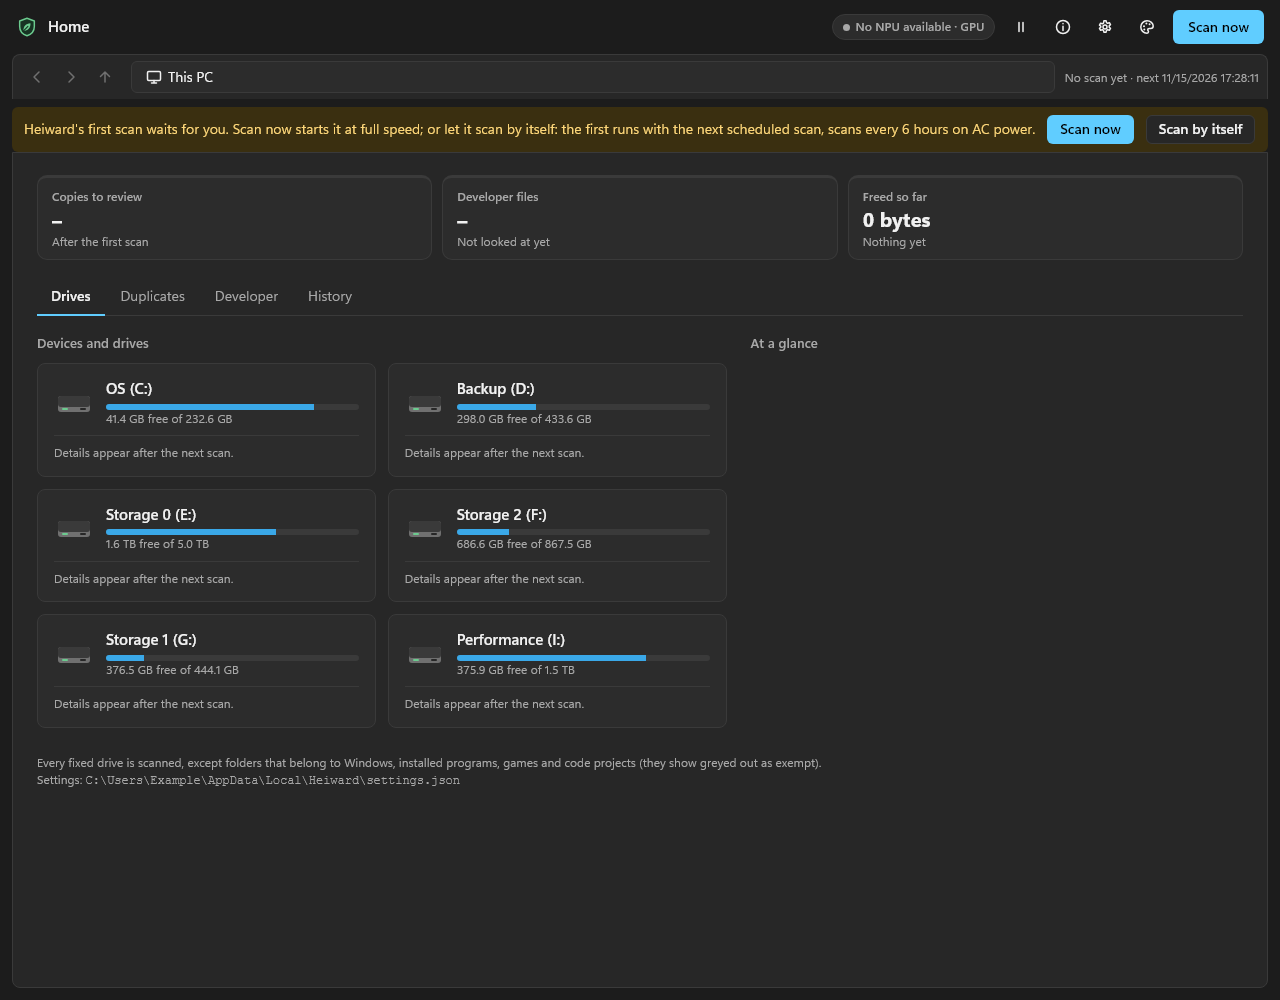 Home
No NPU available · GPU
Scan now
This PC
No scan yet · next 11/15/2026 17:28:11
Heiward's first scan waits for you. Scan now starts it at full speed; or let it scan by itself: the first runs with the next scheduled scan, scans every 6 hours on AC power.
Scan now
Scan by itself
Copies to review
–
After the first scan
Developer files
–
Not looked at yet
Freed so far
0 bytes
Nothing yet
Drives
Duplicates
Developer
History
Devices and drives
At a glance
OS (C:)
41.4 GB free of 232.6 GB
Details appear after the next scan.
Backup (D:)
298.0 GB free of 433.6 GB
Details appear after the next scan.
Storage 0 (E:)
1.6 TB free of 5.0 TB
Details appear after the next scan.
Storage 2 (F:)
686.6 GB free of 867.5 GB
Details appear after the next scan.
Storage 1 (G:)
376.5 GB free of 444.1 GB
Details appear after the next scan.
Performance (I:)
375.9 GB free of 1.5 TB
Details appear after the next scan.
Every fixed drive is scanned, except folders that belong to Windows, installed programs, games and code projects (they show greyed out as exempt).
Settings: C:\Users\Example\AppData\Local\Heiward\settings.json